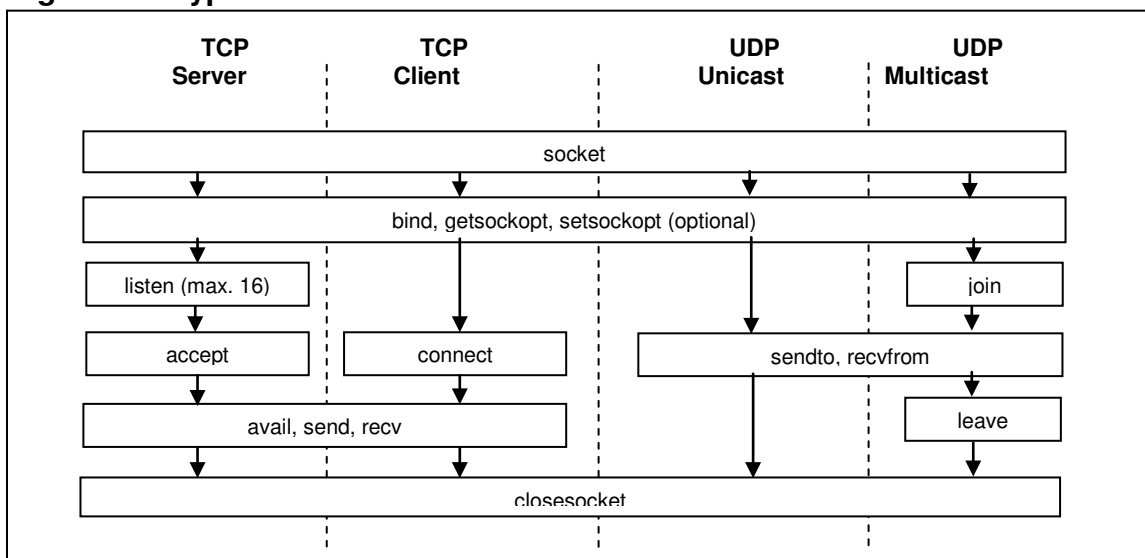 TCP Server
TCP Client
UDP Unicast
UDP Multicast
socket
bind, getsockopt, setsockopt (optional)
listen (max. 16)
join
accept
connect
sendto, recvfrom
avail, send, recv
leave
closesocket